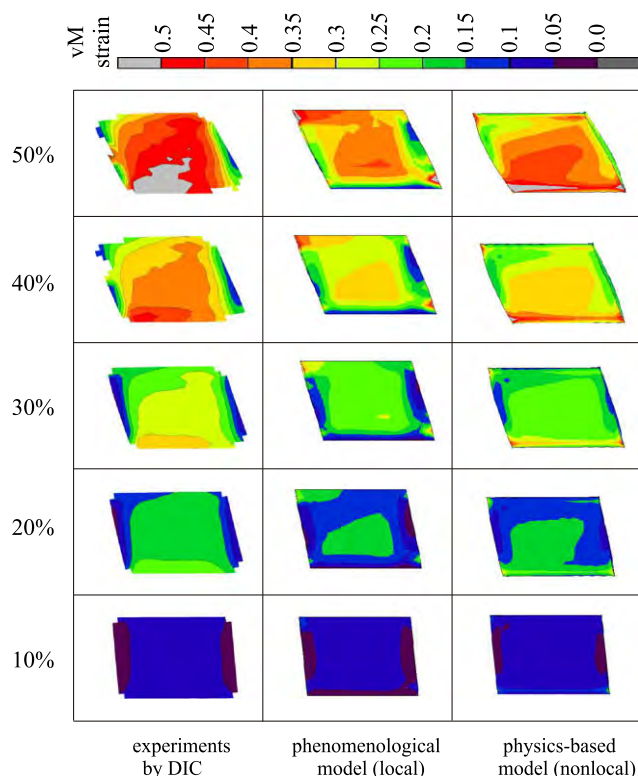 vM
strain
0.5
0.45
0.4
0.35
0.3
0.25
0.2
0.15
0.1
0.05
0.0
50%
40%
30%
20%
10%
experiments
by DIC
phenomenological
model (local)
physics-based
model (nonlocal)